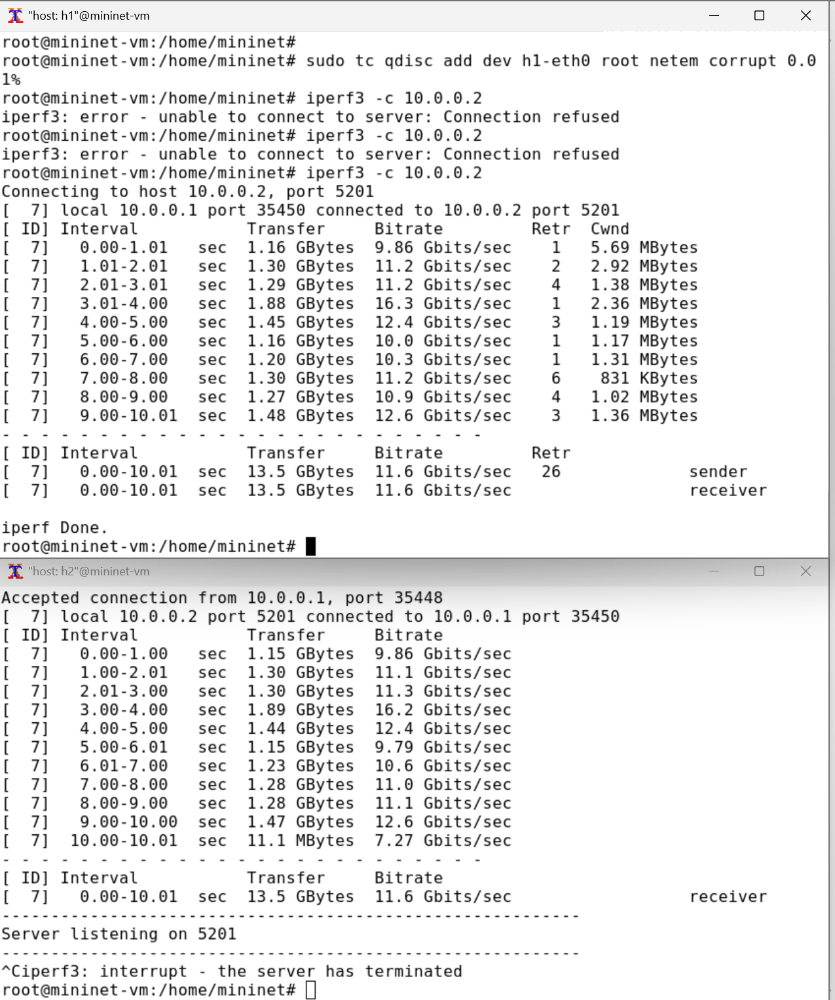 "host: h1"@mininet-vm
root@mininet-vm:/home/mininet#
root@mininet-vm:/home/mininet# sudo tc qdisc add dev h1-eth0 root netem corrupt 0.0
1%
root@mininet-vm:/home/mininet# iperf3 -c 10.0.0.2
iperf3: error - unable to connect to server: Connection refused
root@mininet-vm:/home/mininet# iperf3 -c 10.0.0.2
iperf3: error - unable to connect to server: Connection refused
root@mininet-vm:/home/mininet# iperf3 -c 10.0.0.2
Connecting to host 10.0.0.2, port 5201
[  7] local 10.0.0.1 port 35450 connected to 10.0.0.2 port 5201
[ ID] Interval           Transfer     Bitrate         Retr  Cwnd
[  7]   0.00-1.01   sec  1.16 GBytes  9.86 Gbits/sec    1   5.69 MBytes
[  7]   1.01-2.01   sec  1.30 GBytes  11.2 Gbits/sec    2   2.92 MBytes
[  7]   2.01-3.01   sec  1.29 GBytes  11.2 Gbits/sec    4   1.38 MBytes
[  7]   3.01-4.00   sec  1.88 GBytes  16.3 Gbits/sec    1   2.36 MBytes
[  7]   4.00-5.00   sec  1.45 GBytes  12.4 Gbits/sec    3   1.19 MBytes
[  7]   5.00-6.00   sec  1.16 GBytes  10.0 Gbits/sec    1   1.17 MBytes
[  7]   6.00-7.00   sec  1.20 GBytes  10.3 Gbits/sec    1   1.31 MBytes
[  7]   7.00-8.00   sec  1.30 GBytes  11.2 Gbits/sec    6    831 KBytes
[  7]   8.00-9.00   sec  1.27 GBytes  10.9 Gbits/sec    4   1.02 MBytes
[  7]   9.00-10.01  sec  1.48 GBytes  12.6 Gbits/sec    3   1.36 MBytes
- - - - - - - - - - - - - - - - - - - - - - - - -
[ ID] Interval           Transfer     Bitrate         Retr
[  7]   0.00-10.01  sec  13.5 GBytes  11.6 Gbits/sec   26             sender
[  7]   0.00-10.01  sec  13.5 GBytes  11.6 Gbits/sec                  receiver
iperf Done.
root@mininet-vm:/home/mininet#
"host: h2"@mininet-vm
Accepted connection from 10.0.0.1, port 35448
[  7] local 10.0.0.2 port 5201 connected to 10.0.0.1 port 35450
[ ID] Interval           Transfer     Bitrate
[  7]   0.00-1.00   sec  1.15 GBytes  9.86 Gbits/sec
[  7]   1.00-2.01   sec  1.30 GBytes  11.1 Gbits/sec
[  7]   2.01-3.00   sec  1.30 GBytes  11.3 Gbits/sec
[  7]   3.00-4.00   sec  1.89 GBytes  16.2 Gbits/sec
[  7]   4.00-5.00   sec  1.44 GBytes  12.4 Gbits/sec
[  7]   5.00-6.01   sec  1.15 GBytes  9.79 Gbits/sec
[  7]   6.01-7.00   sec  1.23 GBytes  10.6 Gbits/sec
[  7]   7.00-8.00   sec  1.28 GBytes  11.0 Gbits/sec
[  7]   8.00-9.00   sec  1.28 GBytes  11.1 Gbits/sec
[  7]   9.00-10.00  sec  1.47 GBytes  12.6 Gbits/sec
[  7]  10.00-10.01  sec  11.1 MBytes  7.27 Gbits/sec
- - - - - - - - - - - - - - - - - - - - - - - - -
[ ID] Interval           Transfer     Bitrate
[  7]   0.00-10.01  sec  13.5 GBytes  11.6 Gbits/sec                  receiver
-----------------------------------------------------------
Server listening on 5201
-----------------------------------------------------------
^Ciperf3: interrupt - the server has terminated
root@mininet-vm:/home/mininet#